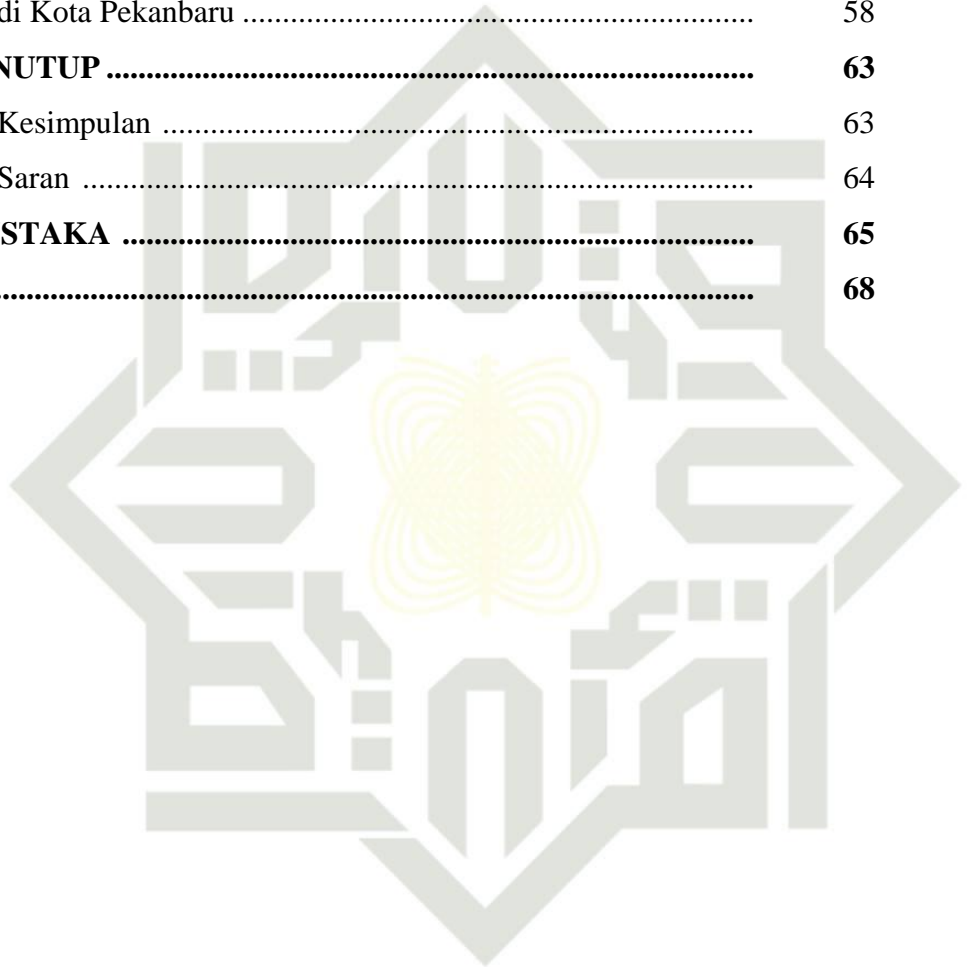 di Kota Pekanbaru ........................................................................... 58
NUTUP ........................................................................................... 63
Kesimpulan ..................................................................................... 63
Saran ................................................................................................ 64
STAKA ............................................................................................ 65
........................................................................................................... 68